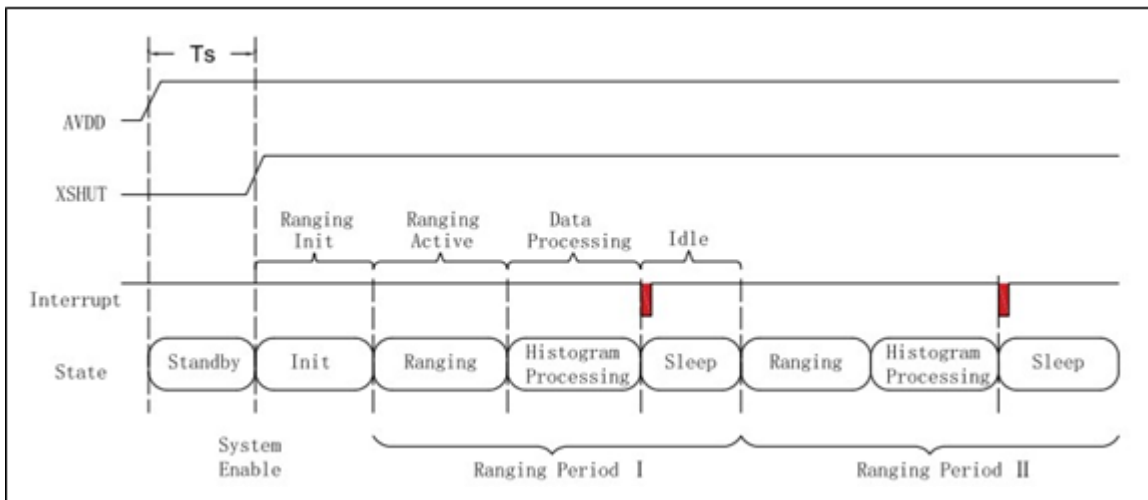 Ts
AVDD
XSHUT
Ranging
Init
Ranging
Active
Data
Processing
Idle
Interrupt
State
Standby
Init
Ranging
Histogram
Processing
Sleep
Ranging
Histogram
Processing
Sleep
System
Enable
Ranging Period Ⅰ
Ranging Period Ⅱ